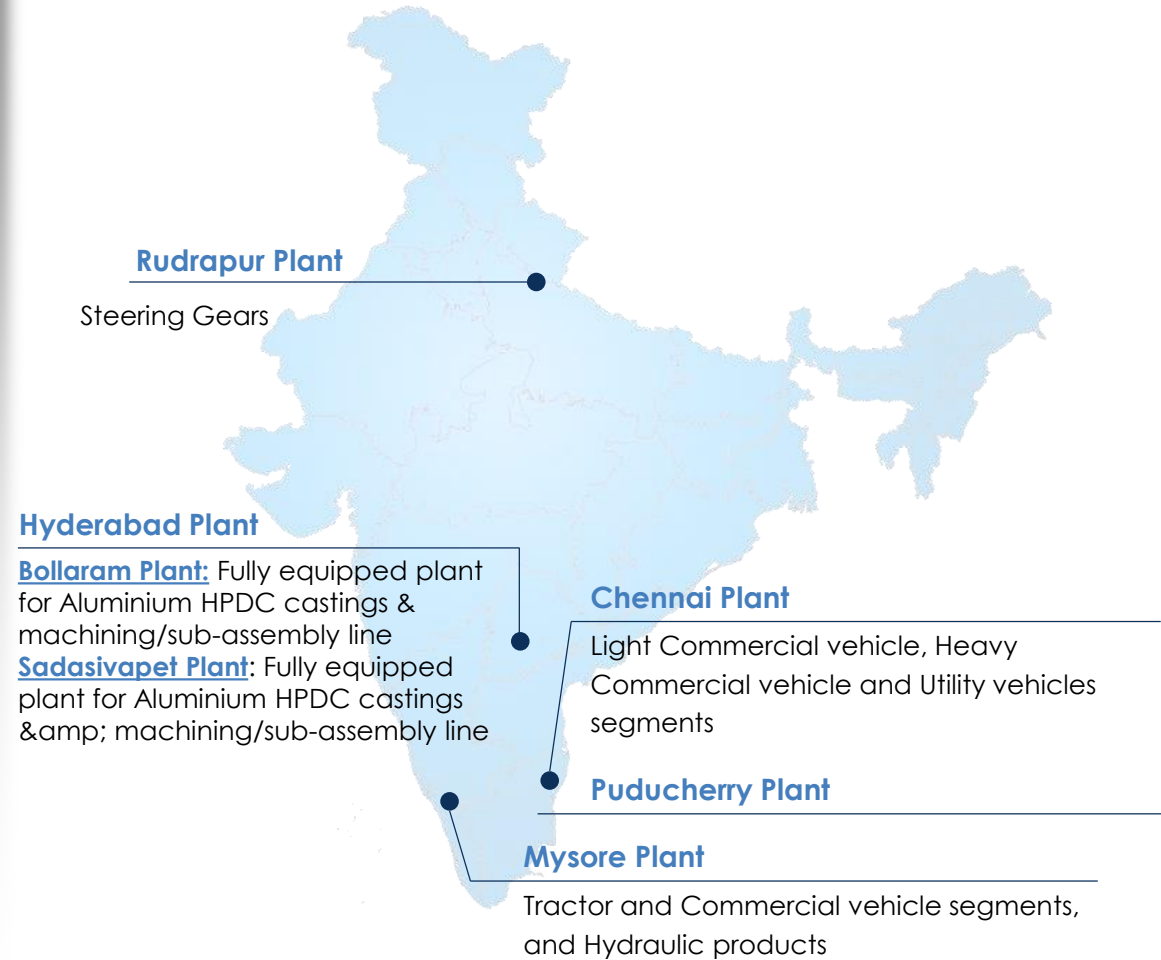 Rudrapur Plant
Steering Gears
Hyderabad Plant
Bollaram Plant: Fully equipped plant
for Aluminium HPDC castings &
machining/sub-assembly line
Sadasivapet Plant: Fully equipped
plant for Aluminium HPDC castings
&amp; machining/sub-assembly line
Chennai Plant
Light Commercial vehicle, Heavy
Commercial vehicle and Utility vehicles
segments
Puducherry Plant
Mysore Plant
Tractor and Commercial vehicle segments,
and Hydraulic products